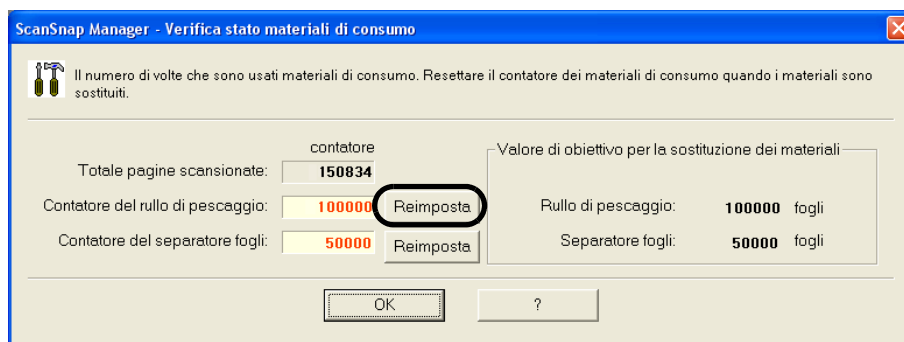 ScanSnap Manager - Verifica stato materiali di consumo
Il numero di volte che sono usati materiali di consumo. Resettare il contatore dei materiali di consumo quando i materiali sono
sostituiti.
contatore
Totale pagine scansionate: 150834
Contatore del rullo di pescaggio: 100000 Reimposta
Contatore del separatore fogli: 50000 Reimposta
Valore di obiettivo per la sostituzione dei materiali
Rullo di pescaggio: 100000 fogli
Separatore fogli: 50000 fogli
OK ?